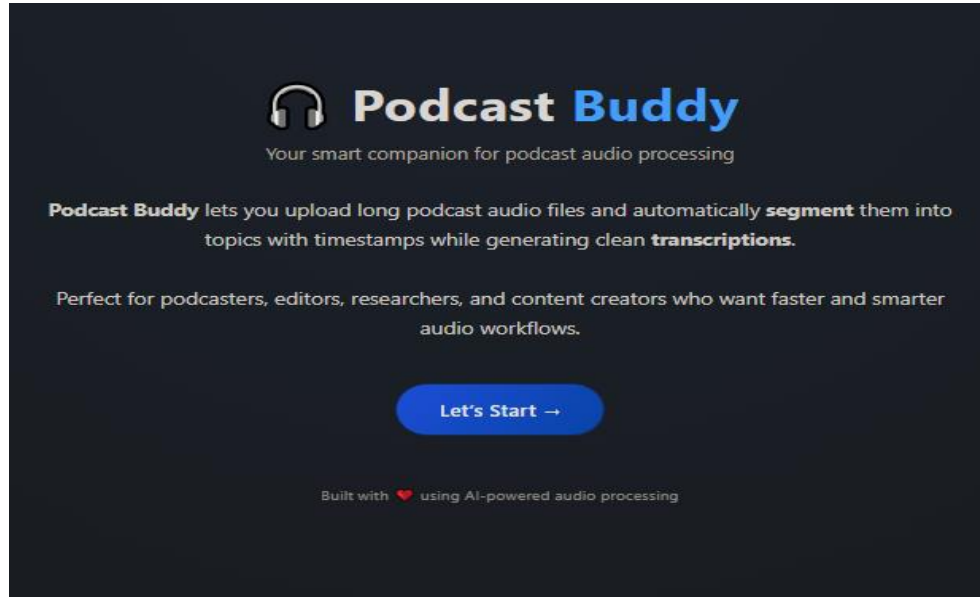 Podcast Buddy
Your smart companion for podcast audio processing
Podcast Buddy lets you upload long podcast audio files and automatically segment them into
topics with timestamps while generating clean transcriptions.
Perfect for podcasters, editors, researchers, and content creators who want faster and smarter
audio workflows.
Let's Start →
Built with ❤ using AI-powered audio processing